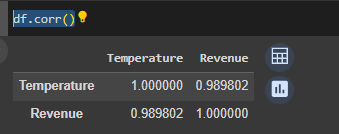 df.corr()
Temperature Revenue
Temperature 1.000000 0.989802
Revenue 0.989802 1.000000